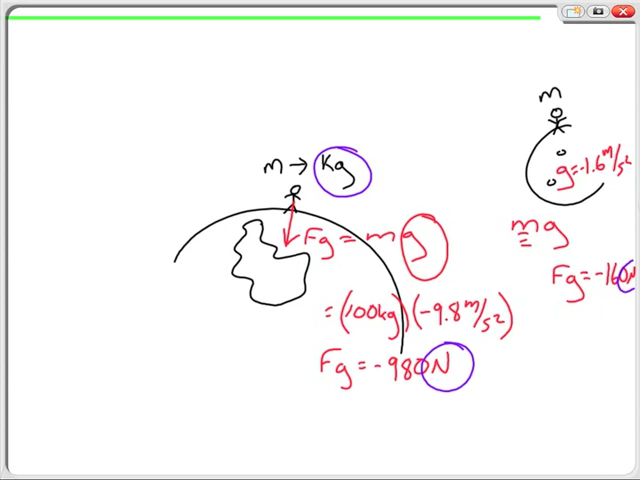 m → kg
Fg = mg
= (100kg)(-9.8 m/s²)
Fg = -980N
m
g = -1.6 m/s²
mg
Fg = -160N